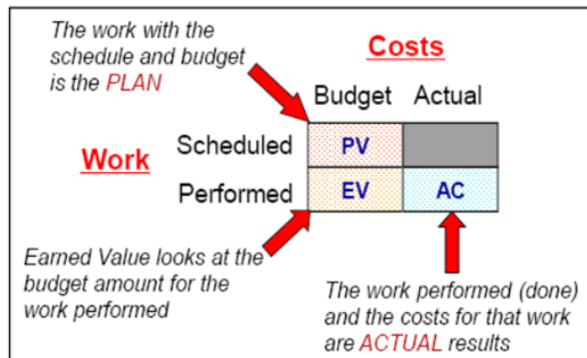 The work with the
schedule and budget
is the PLAN
Costs
Budget Actual
Work
Scheduled PV
Performed EV AC
Earned Value looks at the
budget amount for the
work performed
The work performed (done)
and the costs for that work
are ACTUAL results